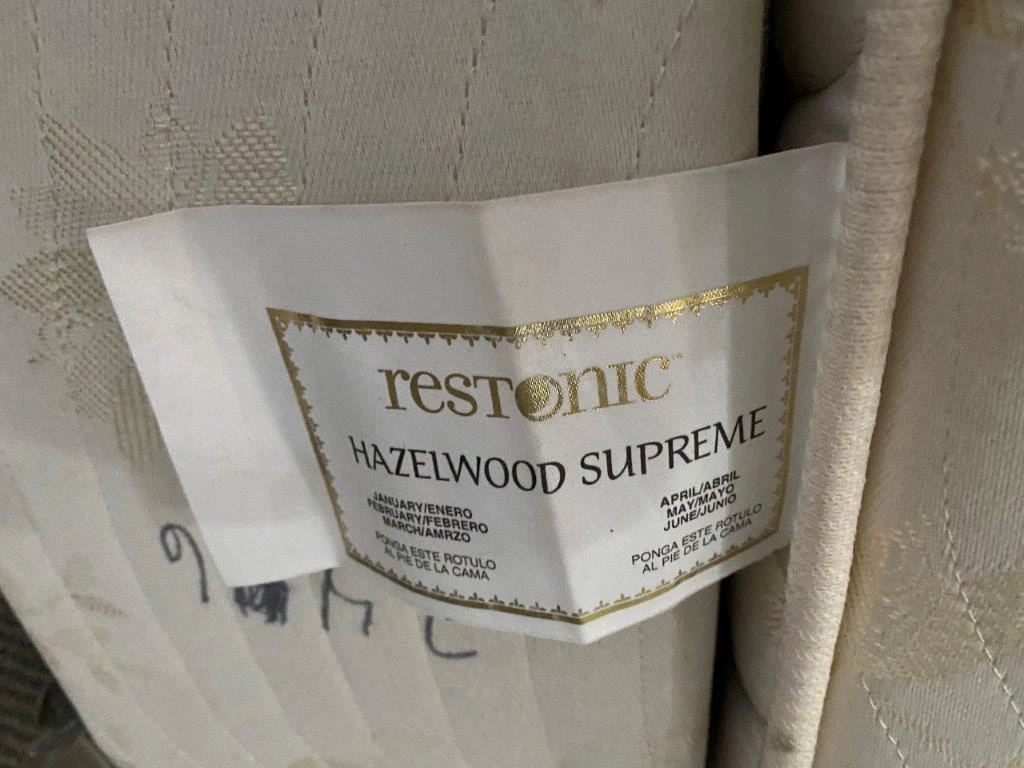 resTonic™
HAZELWOOD SUPREME
JANUARY/ENERO
FEBRUARY/FEBRERO
MARCH/AMRZO
PONGA ESTE ROTULO
AL PIE DE LA CAMA
APRIL/ABRIL
MAY/MAYO
JUNE/JUNIO
PONGA ESTE ROTULO
AL PIE DE LA CAMA